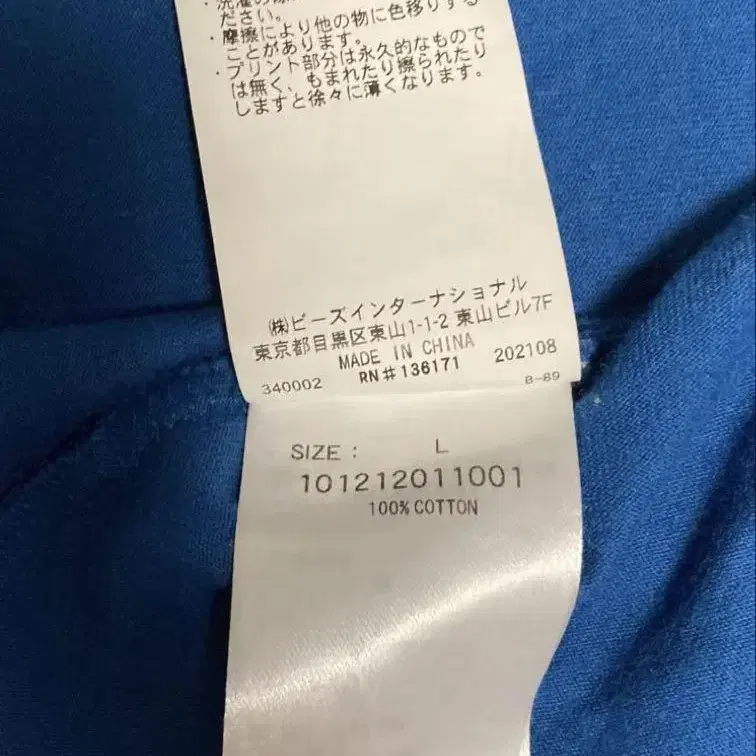 ・洗濯の
ださい。
・摩擦により他の物に色移りする
ことがあります。
・プリント部分は永久的なもので
は無く、もまれたり擦られたり
しますと徐々に薄くなります。
㈱ビーズインターナショナル
東京都目黒区東山1-1-2 東山ビル7F
MADE IN CHINA
340002 RN#136171 202108
B-69
SIZE : L
101212011001
100% COTTON